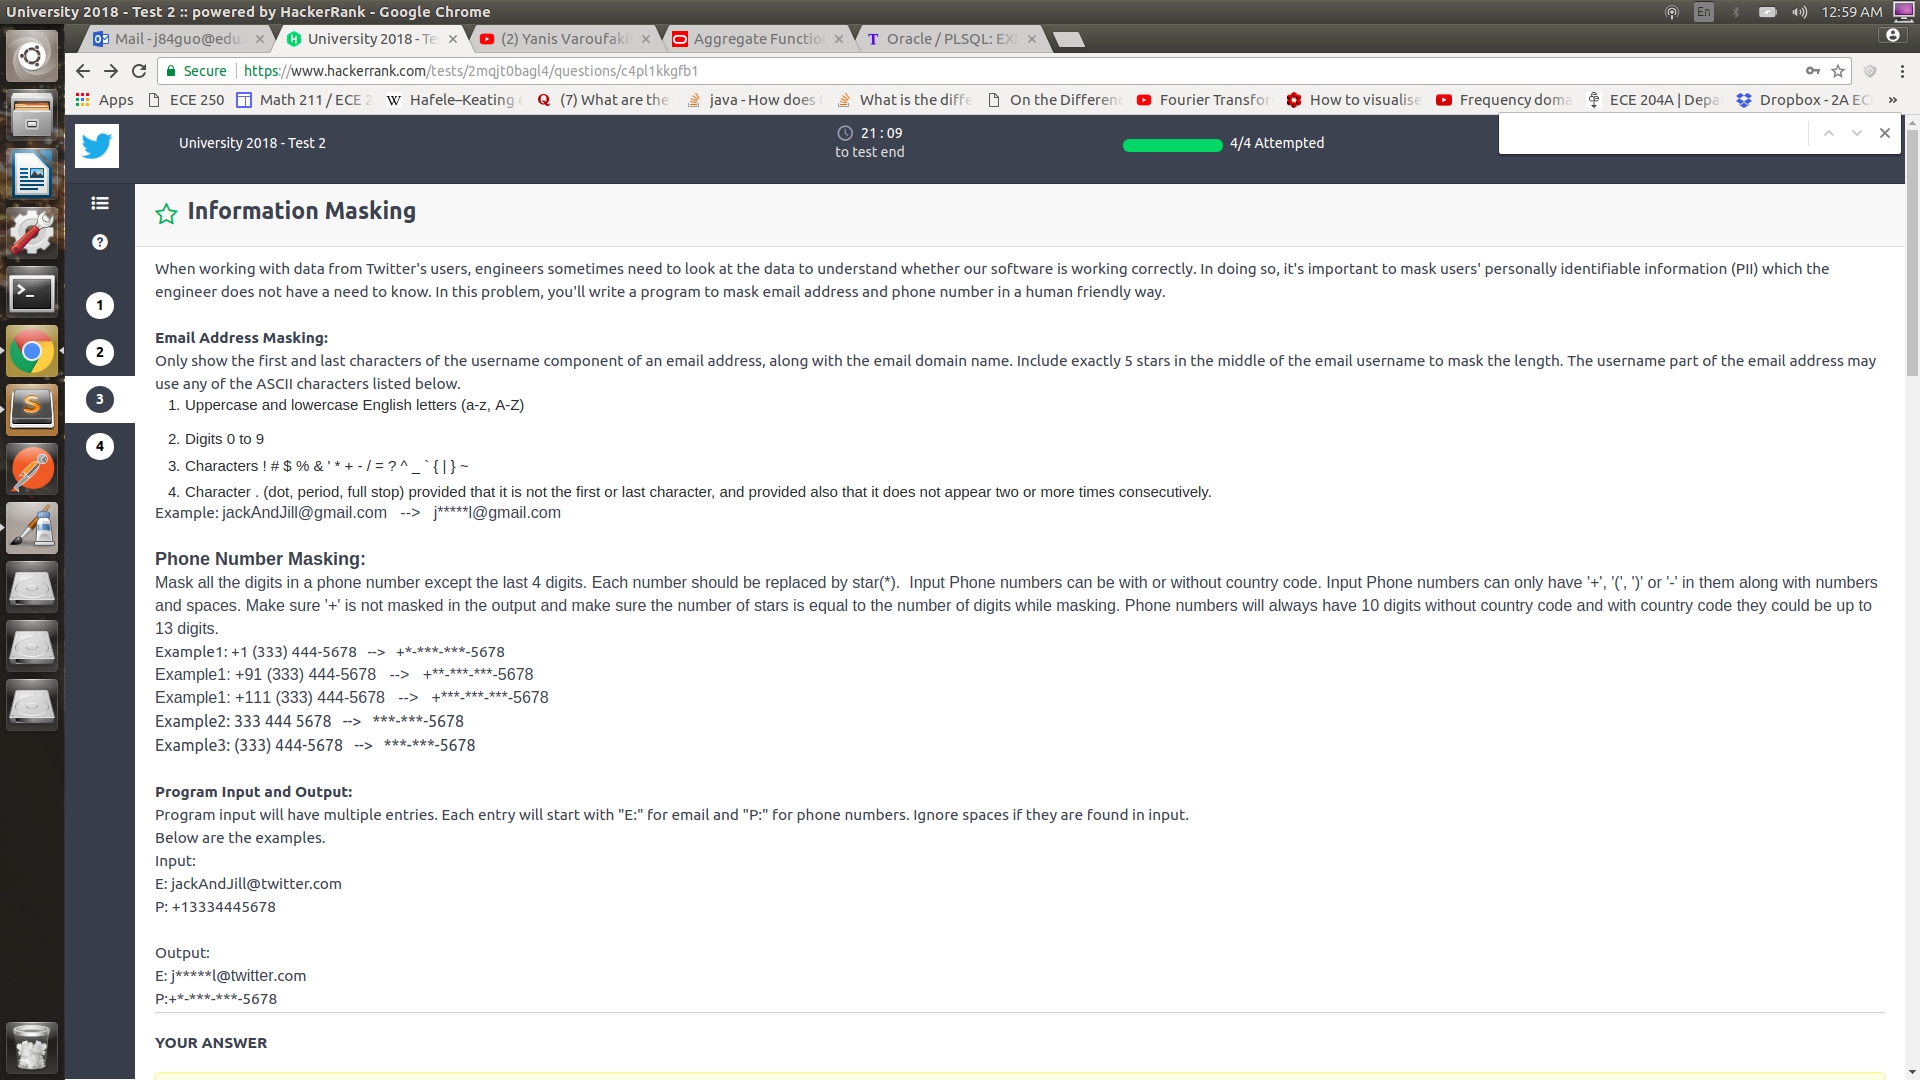 University 2018 - Test 2 :: powered by HackerRank - Google Chrome
En
12:59 AM
Mail - j84guo@edu.
University 2018 - Te
(2) Yanis Varoufaki
Aggregate Functio
Oracle / PLSQL: EX
Secure
https://www.hackerrank.com/tests/2mqjt0bagl4/questions/c4pl1kkgfb1
Apps
ECE 250
Math 211 / ECE 2
Hafele–Keating e
(7) What are the
java - How does
What is the diffe
On the Differenc
Fourier Transfor
How to visualise
Frequency doma
ECE 204A | Depa
Dropbox - 2A EC
»
University 2018 - Test 2
21 : 09
to test end
4/4 Attempted
Information Masking
1
2
3
4
When working with data from Twitter's users, engineers sometimes need to look at the data to understand whether our software is working correctly. In doing so, it's important to mask users' personally identifiable information (PII) which the
engineer does not have a need to know. In this problem, you'll write a program to mask email address and phone number in a human friendly way.
Email Address Masking:
Only show the first and last characters of the username component of an email address, along with the email domain name. Include exactly 5 stars in the middle of the email username to mask the length. The username part of the email address may
use any of the ASCII characters listed below.
1. Uppercase and lowercase English letters (a-z, A-Z)
2. Digits 0 to 9
3. Characters ! # $ % & ' * + - / = ? ^ _ ` { | } ~
4. Character . (dot, period, full stop) provided that it is not the first or last character, and provided also that it does not appear two or more times consecutively.
Example: jackAndJill@gmail.com --> j*****l@gmail.com
Phone Number Masking:
Mask all the digits in a phone number except the last 4 digits. Each number should be replaced by star(*). Input Phone numbers can be with or without country code. Input Phone numbers can only have '+', '(', ')' or '-' in them along with numbers
and spaces. Make sure '+' is not masked in the output and make sure the number of stars is equal to the number of digits while masking. Phone numbers will always have 10 digits without country code and with country code they could be up to
13 digits.
Example1: +1 (333) 444-5678 --> +*-***-***-5678
Example1: +91 (333) 444-5678 --> +**-***-***-5678
Example1: +111 (333) 444-5678 --> +***-***-***-5678
Example2: 333 444 5678 --> ***-***-5678
Example3: (333) 444-5678 --> ***-***-5678
Program Input and Output:
Program input will have multiple entries. Each entry will start with "E:" for email and "P:" for phone numbers. Ignore spaces if they are found in input.
Below are the examples.
Input:
E: jackAndJill@twitter.com
P: +13334445678
Output:
E: j*****l@twitter.com
P:+*-***-***-5678
YOUR ANSWER